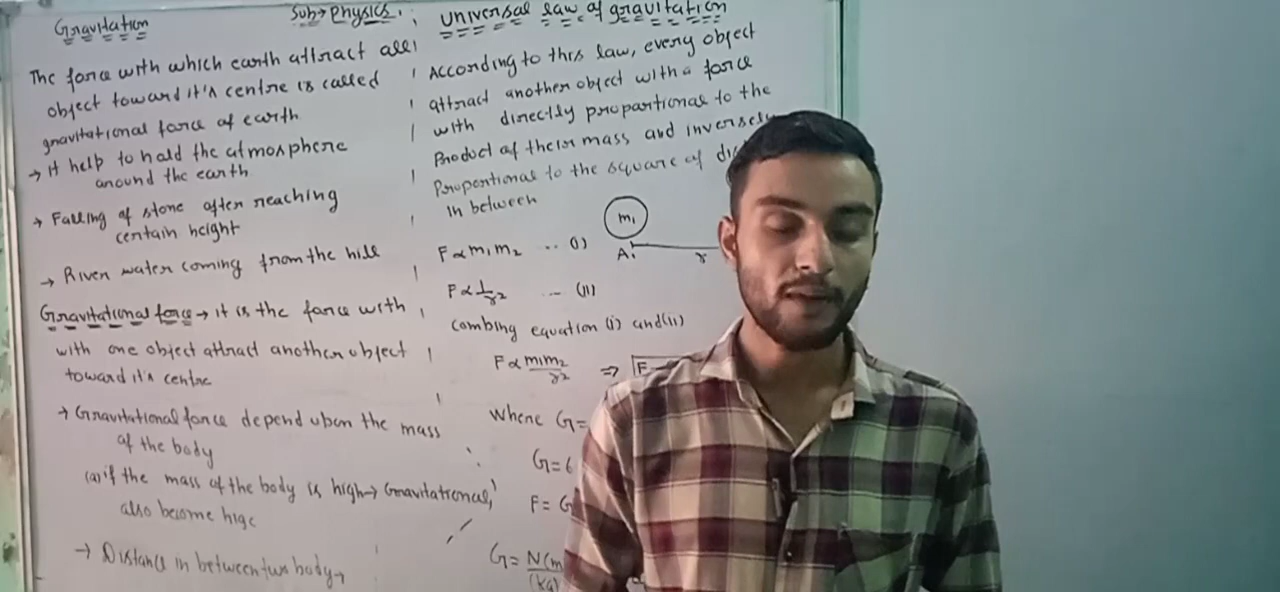 Gravitation
Sub→ Physics.
The force with which earth attract all
object toward it's centre is called
gravitational force of earth
→ It help to hold the atmosphere
around the earth
→ Falling of stone after reaching
certain height
→ River water coming from the hill
Gravitational force → it is the force with
with one object attract another object
toward it's centre
→ Gravitational force depend upon the mass
of the body
(a) if the mass of the body is high → Gravitational,
also become hige
→ Distance in between two body →
universal law of gravitation
According to this law, every object
attract another object with a force
with directly proportional to the
Product of their mass and inversely
Proportional to the square of
in between
m1
A
r
F ∝ m1 m2 .. (i)
F ∝ 1/r2 -- (ii)
Combing equation (i) and (ii)
F ∝ m1m2/r2 ⇒ F
Where G=
G=6
F= G
G= N(m
(kg)